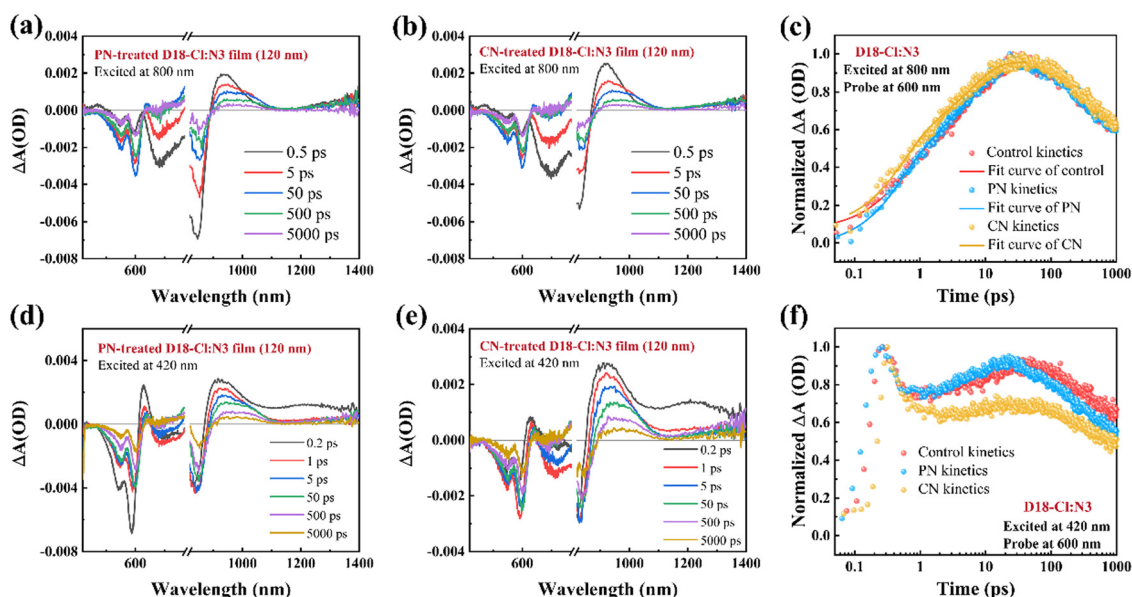 (a)
PN-treated D18-Cl:N3 film (120 nm)
Excited at 800 nm
0.004
0.002
0.000
-0.002
-0.004
-0.006
-0.008
ΔA(OD)
0.5 ps
5 ps
50 ps
500 ps
5000 ps
600
1000
1200
1400
Wavelength (nm)
(b)
CN-treated D18-Cl:N3 film (120 nm)
Excited at 800 nm
0.004
0.002
0.000
-0.002
-0.004
-0.006
-0.008
ΔA(OD)
0.5 ps
5 ps
50 ps
500 ps
5000 ps
600
1000
1200
1400
Wavelength (nm)
(c)
D18-Cl:N3
Excited at 800 nm
Probe at 600 nm
1.0
0.8
0.6
0.4
0.2
0.0
Normalized ΔA (OD)
Control kinetics
Fit curve of control
PN kinetics
Fit curve of PN
CN kinetics
Fit curve of CN
0.1
1
10
100
1000
Time (ps)
(d)
PN-treated D18-Cl:N3 film (120 nm)
Excited at 420 nm
0.004
0.000
-0.004
-0.008
ΔA(OD)
0.2 ps
1 ps
5 ps
50 ps
500 ps
5000 ps
600
1000
1200
1400
Wavelength (nm)
(e)
CN-treated D18-Cl:N3 film (120 nm)
Excited at 420 nm
0.004
0.002
0.000
-0.002
-0.004
ΔA(OD)
0.2 ps
1 ps
5 ps
50 ps
500 ps
5000 ps
600
1000
1200
1400
Wavelength (nm)
(f)
1.0
0.8
0.6
0.4
0.2
0.0
Normalized ΔA (OD)
Control kinetics
PN kinetics
CN kinetics
D18-Cl:N3
Excited at 420 nm
Probe at 600 nm
0.1
1
10
100
1000
Time (ps)